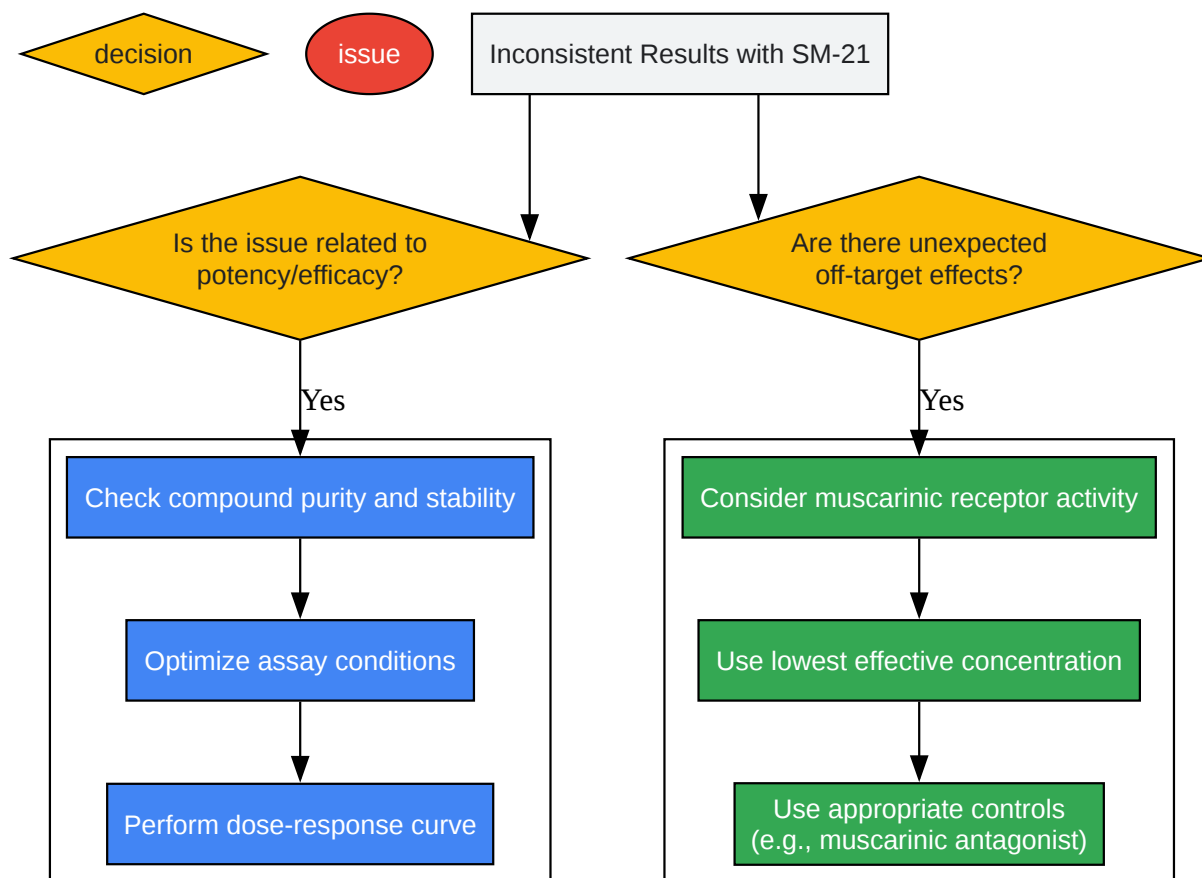 decision
issue
Inconsistent Results with SM-21
Is the issue related to
potency/efficacy?
Are there unexpected
off-target effects?
Yes
Yes
Check compound purity and stability
Consider muscarinic receptor activity
Optimize assay conditions
Use lowest effective concentration
Perform dose-response curve
Use appropriate controls
(e.g., muscarinic antagonist)